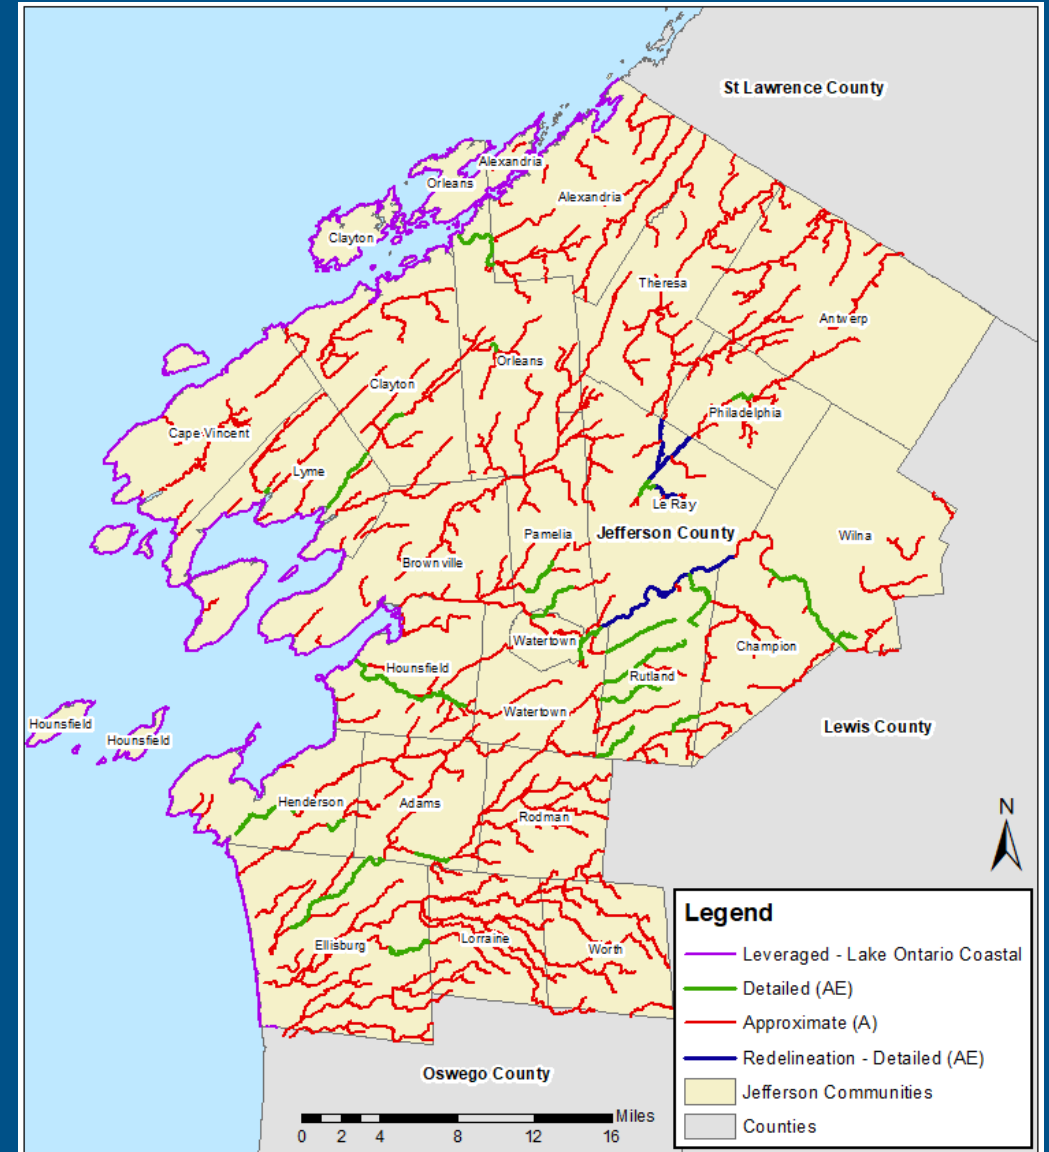 St Lawrence County
Alexandria
Orleans
Alexandria
Clayton
Theresa
Antwerp
Orleans
Clayton
Philadelphia
Cape Vincent
Lyme
Le Ray
Pamelia
Jefferson County
Wilna
Brownville
Watertown
Champion
Hounsfield
Rutland
Watertown
Hounsfield
Hounsfield
Lewis County
Henderson
Adams
Rodman
N
Ellisburg
Lorraine
Worth
Oswego County
Miles
0 2 4 8 12 16
Legend
Leveraged - Lake Ontario Coastal
Detailed (AE)
Approximate (A)
Redelineation - Detailed (AE)
Jefferson Communities
Counties